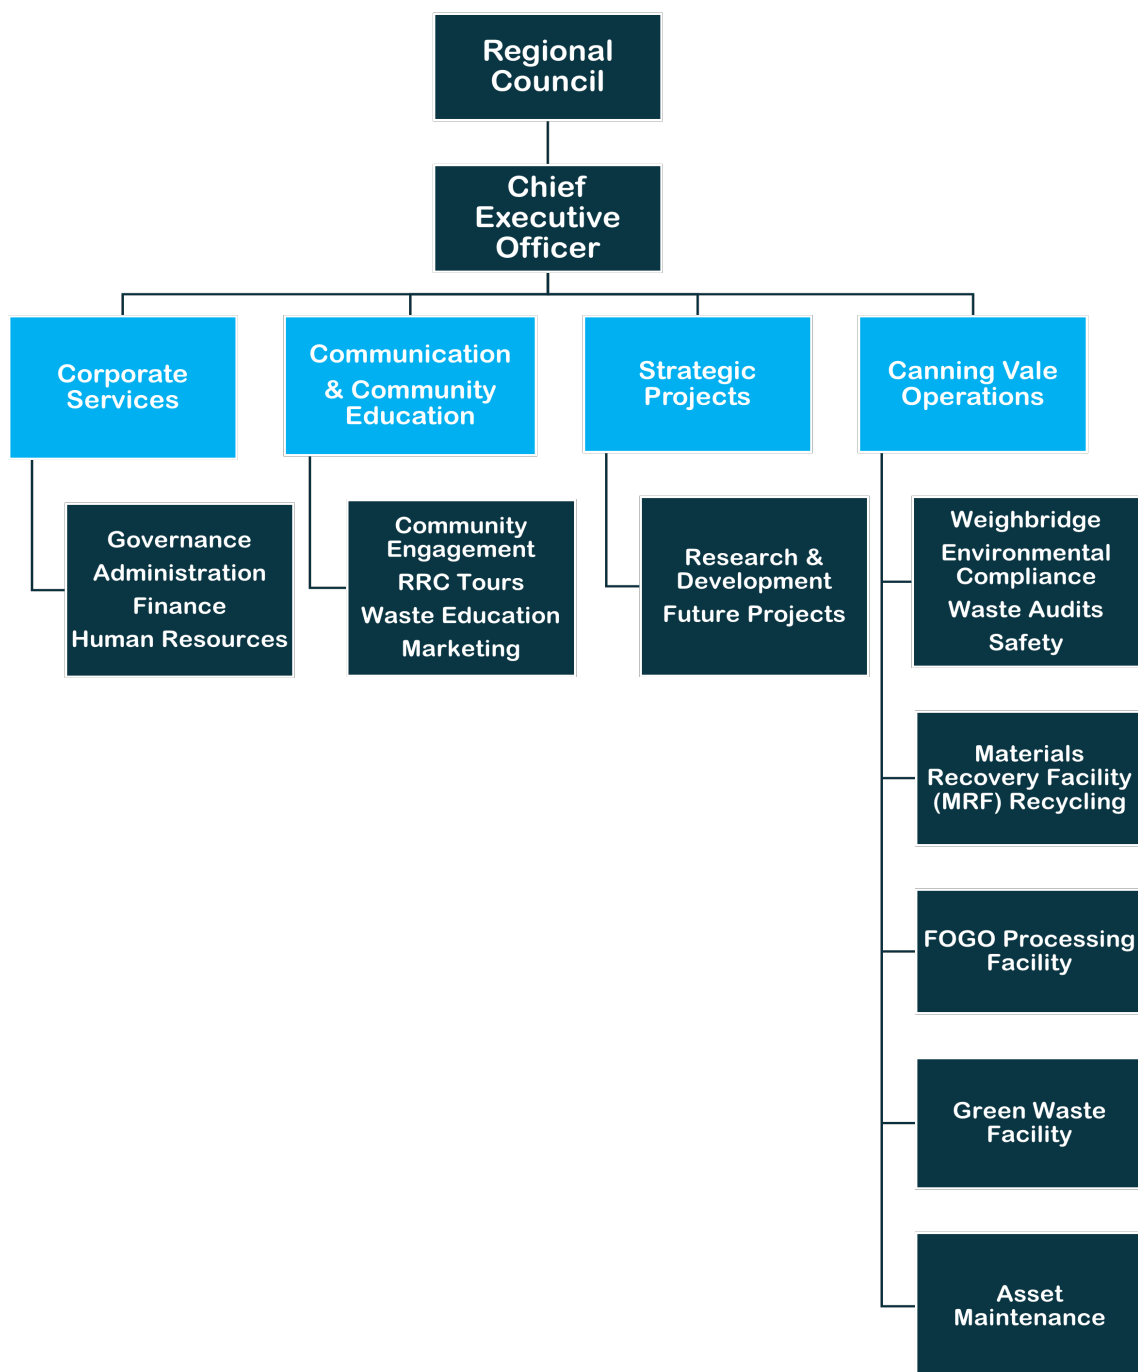 Regional
Council
Chief
Executive
Officer
Corporate
Services
Communication
& Community
Education
Strategic
Projects
Canning Vale
Operations
Governance
Administration
Finance
Human Resources
Community
Engagement
RRC Tours
Waste Education
Marketing
Research &
Development
Future Projects
Weighbridge
Environmental
Compliance
Waste Audits
Safety
Materials
Recovery Facility
(MRF) Recycling
FOGO Processing
Facility
Green Waste
Facility
Asset
Maintenance